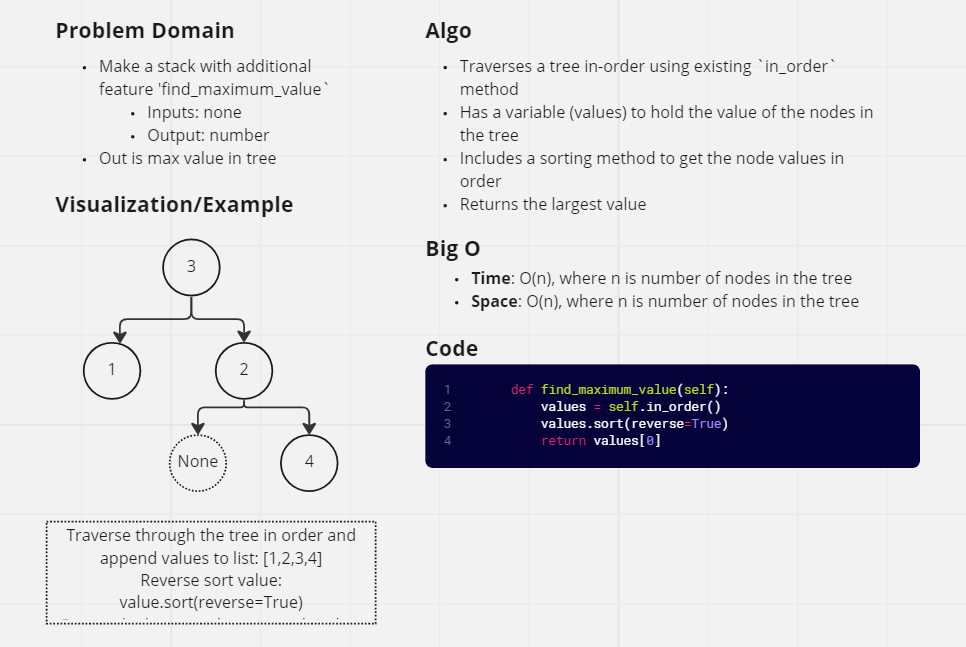 Problem Domain
• Make a stack with additional
feature 'find_maximum_value`
• Inputs: none
• Output: number
• Out is max value in tree
Visualization/Example
3
1
2
None
4
Traverse through the tree in order and
append values to list: [1,2,3,4]
Reverse sort value:
value.sort(reverse=True)
Algo
• Traverses a tree in-order using existing `in_order`
method
• Has a variable (values) to hold the value of the nodes in
the tree
• Includes a sorting method to get the node values in
order
• Returns the largest value
Big O
• Time: O(n), where n is number of nodes in the tree
• Space: O(n), where n is number of nodes in the tree
Code
1 def find_maximum_value(self):
2 values = self.in_order()
3 values.sort(reverse=True)
4 return values[0]